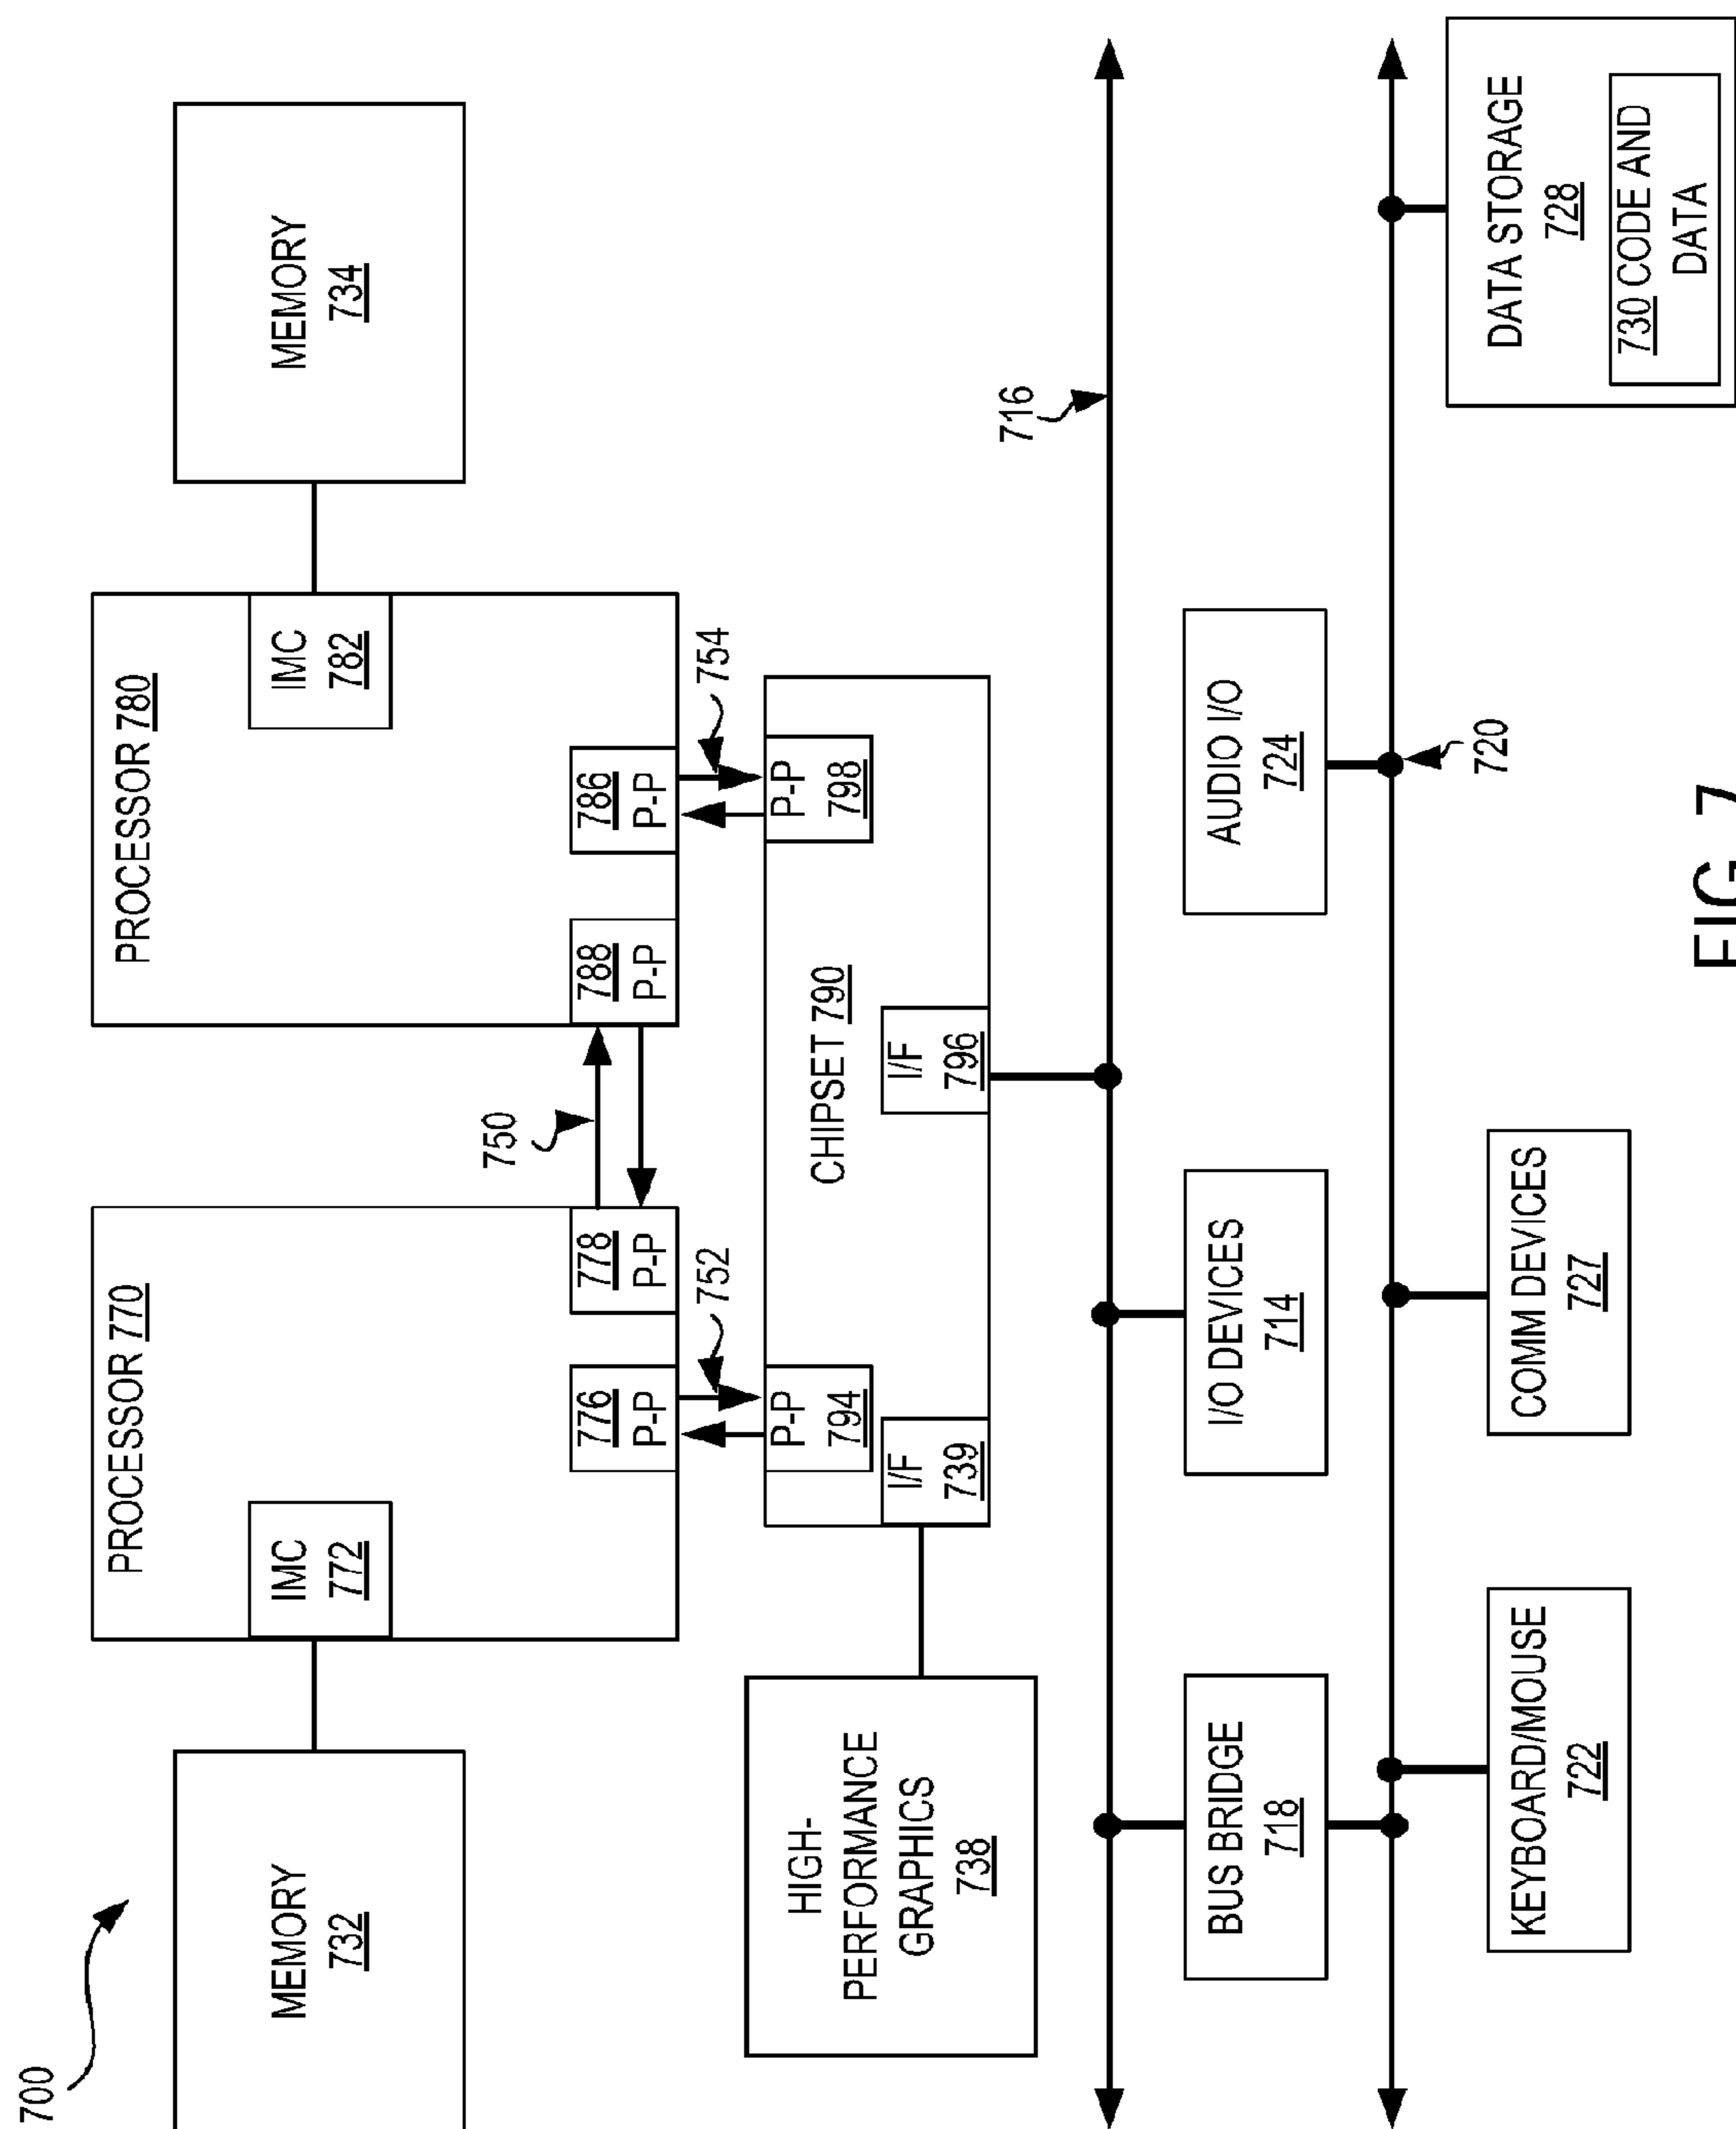 700
MEMORY
732
PROCESSOR 770
IMC
772
776
P-P
778
P-P
750
PROCESSOR 780
788
P-P
786
P-P
IMC
782
MEMORY
734
752
754
HIGH-
PERFORMANCE
GRAPHICS
738
P-P
794
I/F
739
CHIPSET 790
I/F
796
P-P
798
716
BUS BRIDGE
718
I/O DEVICES
714
AUDIO I/O
724
720
KEYBOARD/MOUSE
722
COMM DEVICES
727
DATA STORAGE
728
730 CODE AND
DATA
FIG. 7